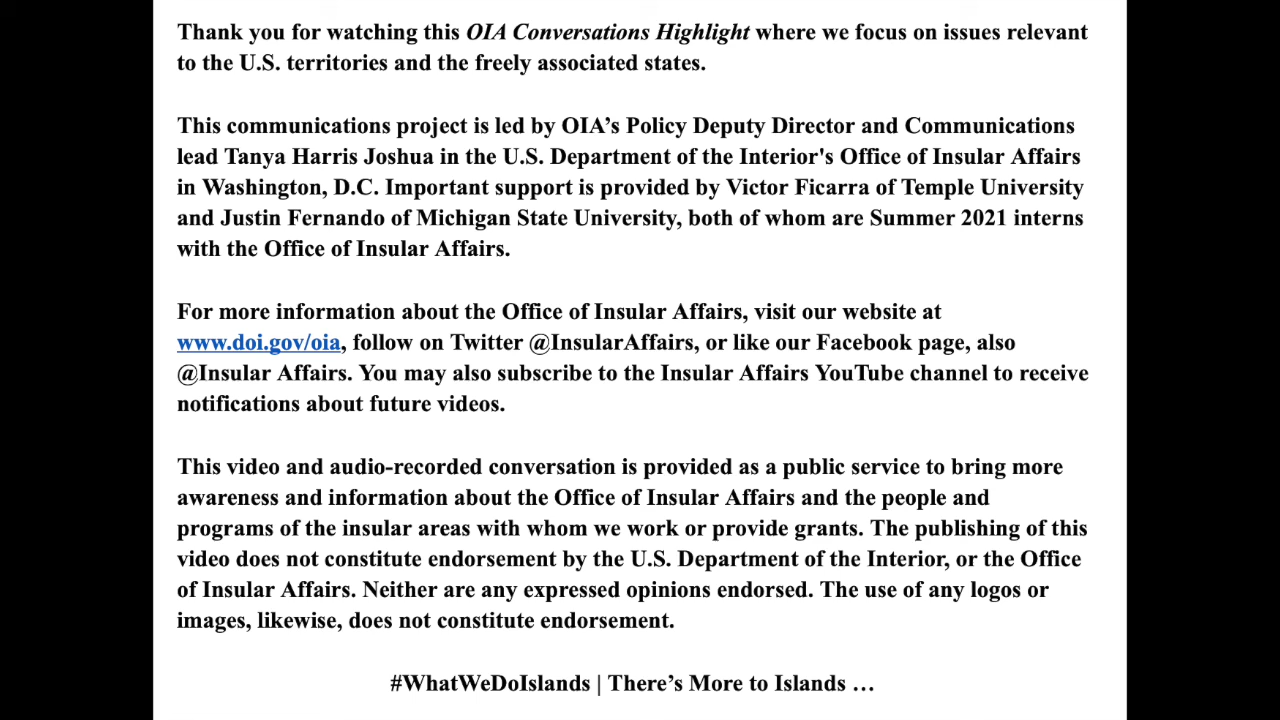 Thank you for watching this OIA Conversations Highlight where we focus on issues relevant
to the U.S. territories and the freely associated states.
This communications project is led by OIA’s Policy Deputy Director and Communications
lead Tanya Harris Joshua in the U.S. Department of the Interior's Office of Insular Affairs
in Washington, D.C. Important support is provided by Victor Ficarra of Temple University
and Justin Fernando of Michigan State University, both of whom are Summer 2021 interns
with the Office of Insular Affairs.
For more information about the Office of Insular Affairs, visit our website at
www.doi.gov/oia, follow on Twitter @InsularAffairs, or like our Facebook page, also
@Insular Affairs. You may also subscribe to the Insular Affairs YouTube channel to receive
notifications about future videos.
This video and audio-recorded conversation is provided as a public service to bring more
awareness and information about the Office of Insular Affairs and the people and
programs of the insular areas with whom we work or provide grants. The publishing of this
video does not constitute endorsement by the U.S. Department of the Interior, or the Office
of Insular Affairs. Neither are any expressed opinions endorsed. The use of any logos or
images, likewise, does not constitute endorsement.
#WhatWeDoIslands | There’s More to Islands …